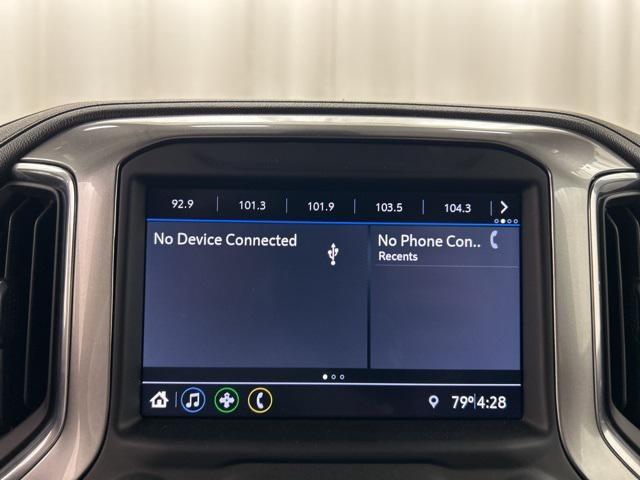 92.9 101.3 101.9 103.5 104.3
No Device Connected
No Phone Con..
Recents
79° 4:28